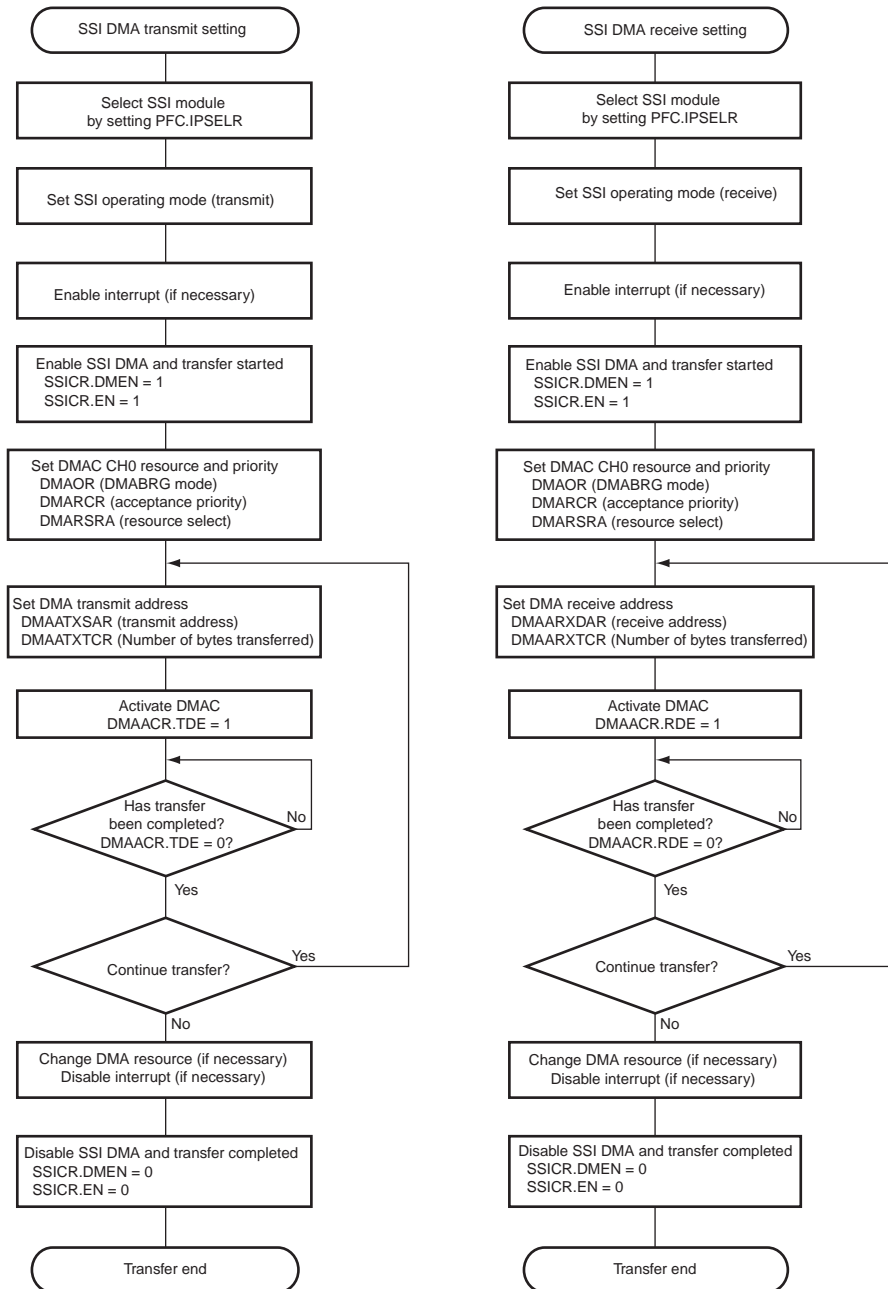 SSI DMA transmit setting
Select SSI module
by setting PFC.IPSELR
Set SSI operating mode (transmit)
Enable interrupt (if necessary)
Enable SSI DMA and transfer started
SSICR.DMEN = 1
SSICR.EN = 1
Set DMAC CH0 resource and priority
DMAOR (DMABRG mode)
DMARCR (acceptance priority)
DMARSRA (resource select)
Set DMA transmit address
DMAATXSAR (transmit address)
DMAATXTCR (Number of bytes transferred)
Activate DMAC
DMAACR.TDE = 1
Has transfer
been completed?
DMAACR.TDE = 0?
No
Yes
Continue transfer?
Yes
No
Change DMA resource (if necessary)
Disable interrupt (if necessary)
Disable SSI DMA and transfer completed
SSICR.DMEN = 0
SSICR.EN = 0
Transfer end
SSI DMA receive setting
Select SSI module
by setting PFC.IPSELR
Set SSI operating mode (receive)
Enable interrupt (if necessary)
Enable SSI DMA and transfer started
SSICR.DMEN = 1
SSICR.EN = 1
Set DMAC CH0 resource and priority
DMAOR (DMABRG mode)
DMARCR (acceptance priority)
DMARSRA (resource select)
Set DMA receive address
DMAARXDAR (receive address)
DMAARXTCR (Number of bytes transferred)
Activate DMAC
DMAACR.RDE = 1
Has transfer
been completed?
DMAACR.RDE = 0?
No
Yes
Continue transfer?
Yes
No
Change DMA resource (if necessary)
Disable interrupt (if necessary)
Disable SSI DMA and transfer completed
SSICR.DMEN = 0
SSICR.EN = 0
Transfer end